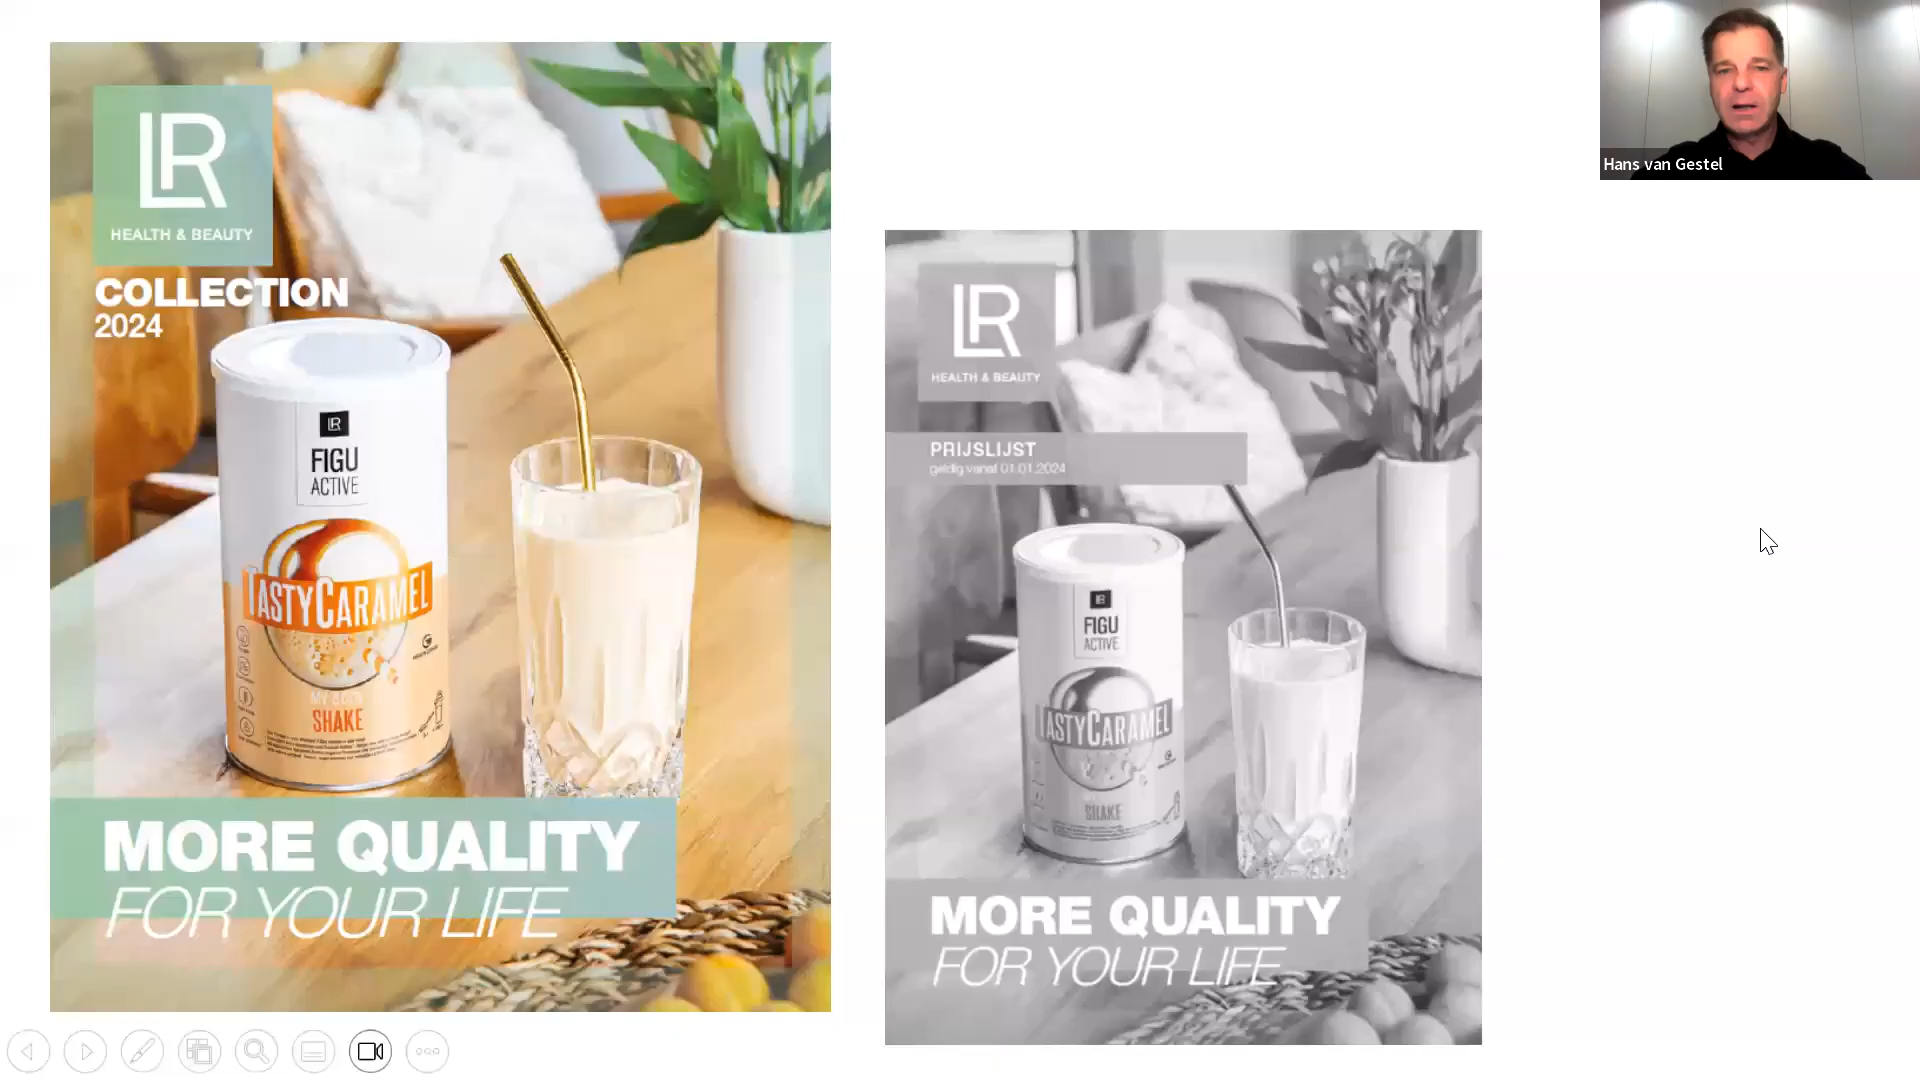 LR
HEALTH & BEAUTY
COLLECTION
2024
LR
FIGU
ACTIVE
TASTYCARAMEL
SHAKE
MORE QUALITY
FOR YOUR LIFE
LR
HEALTH & BEAUTY
PRIJSLIJST
geldig vanaf 01.01.2024
LR
FIGU
ACTIVE
TASTYCARAMEL
SHAKE
MORE QUALITY
FOR YOUR LIFE
Hans van Gestel